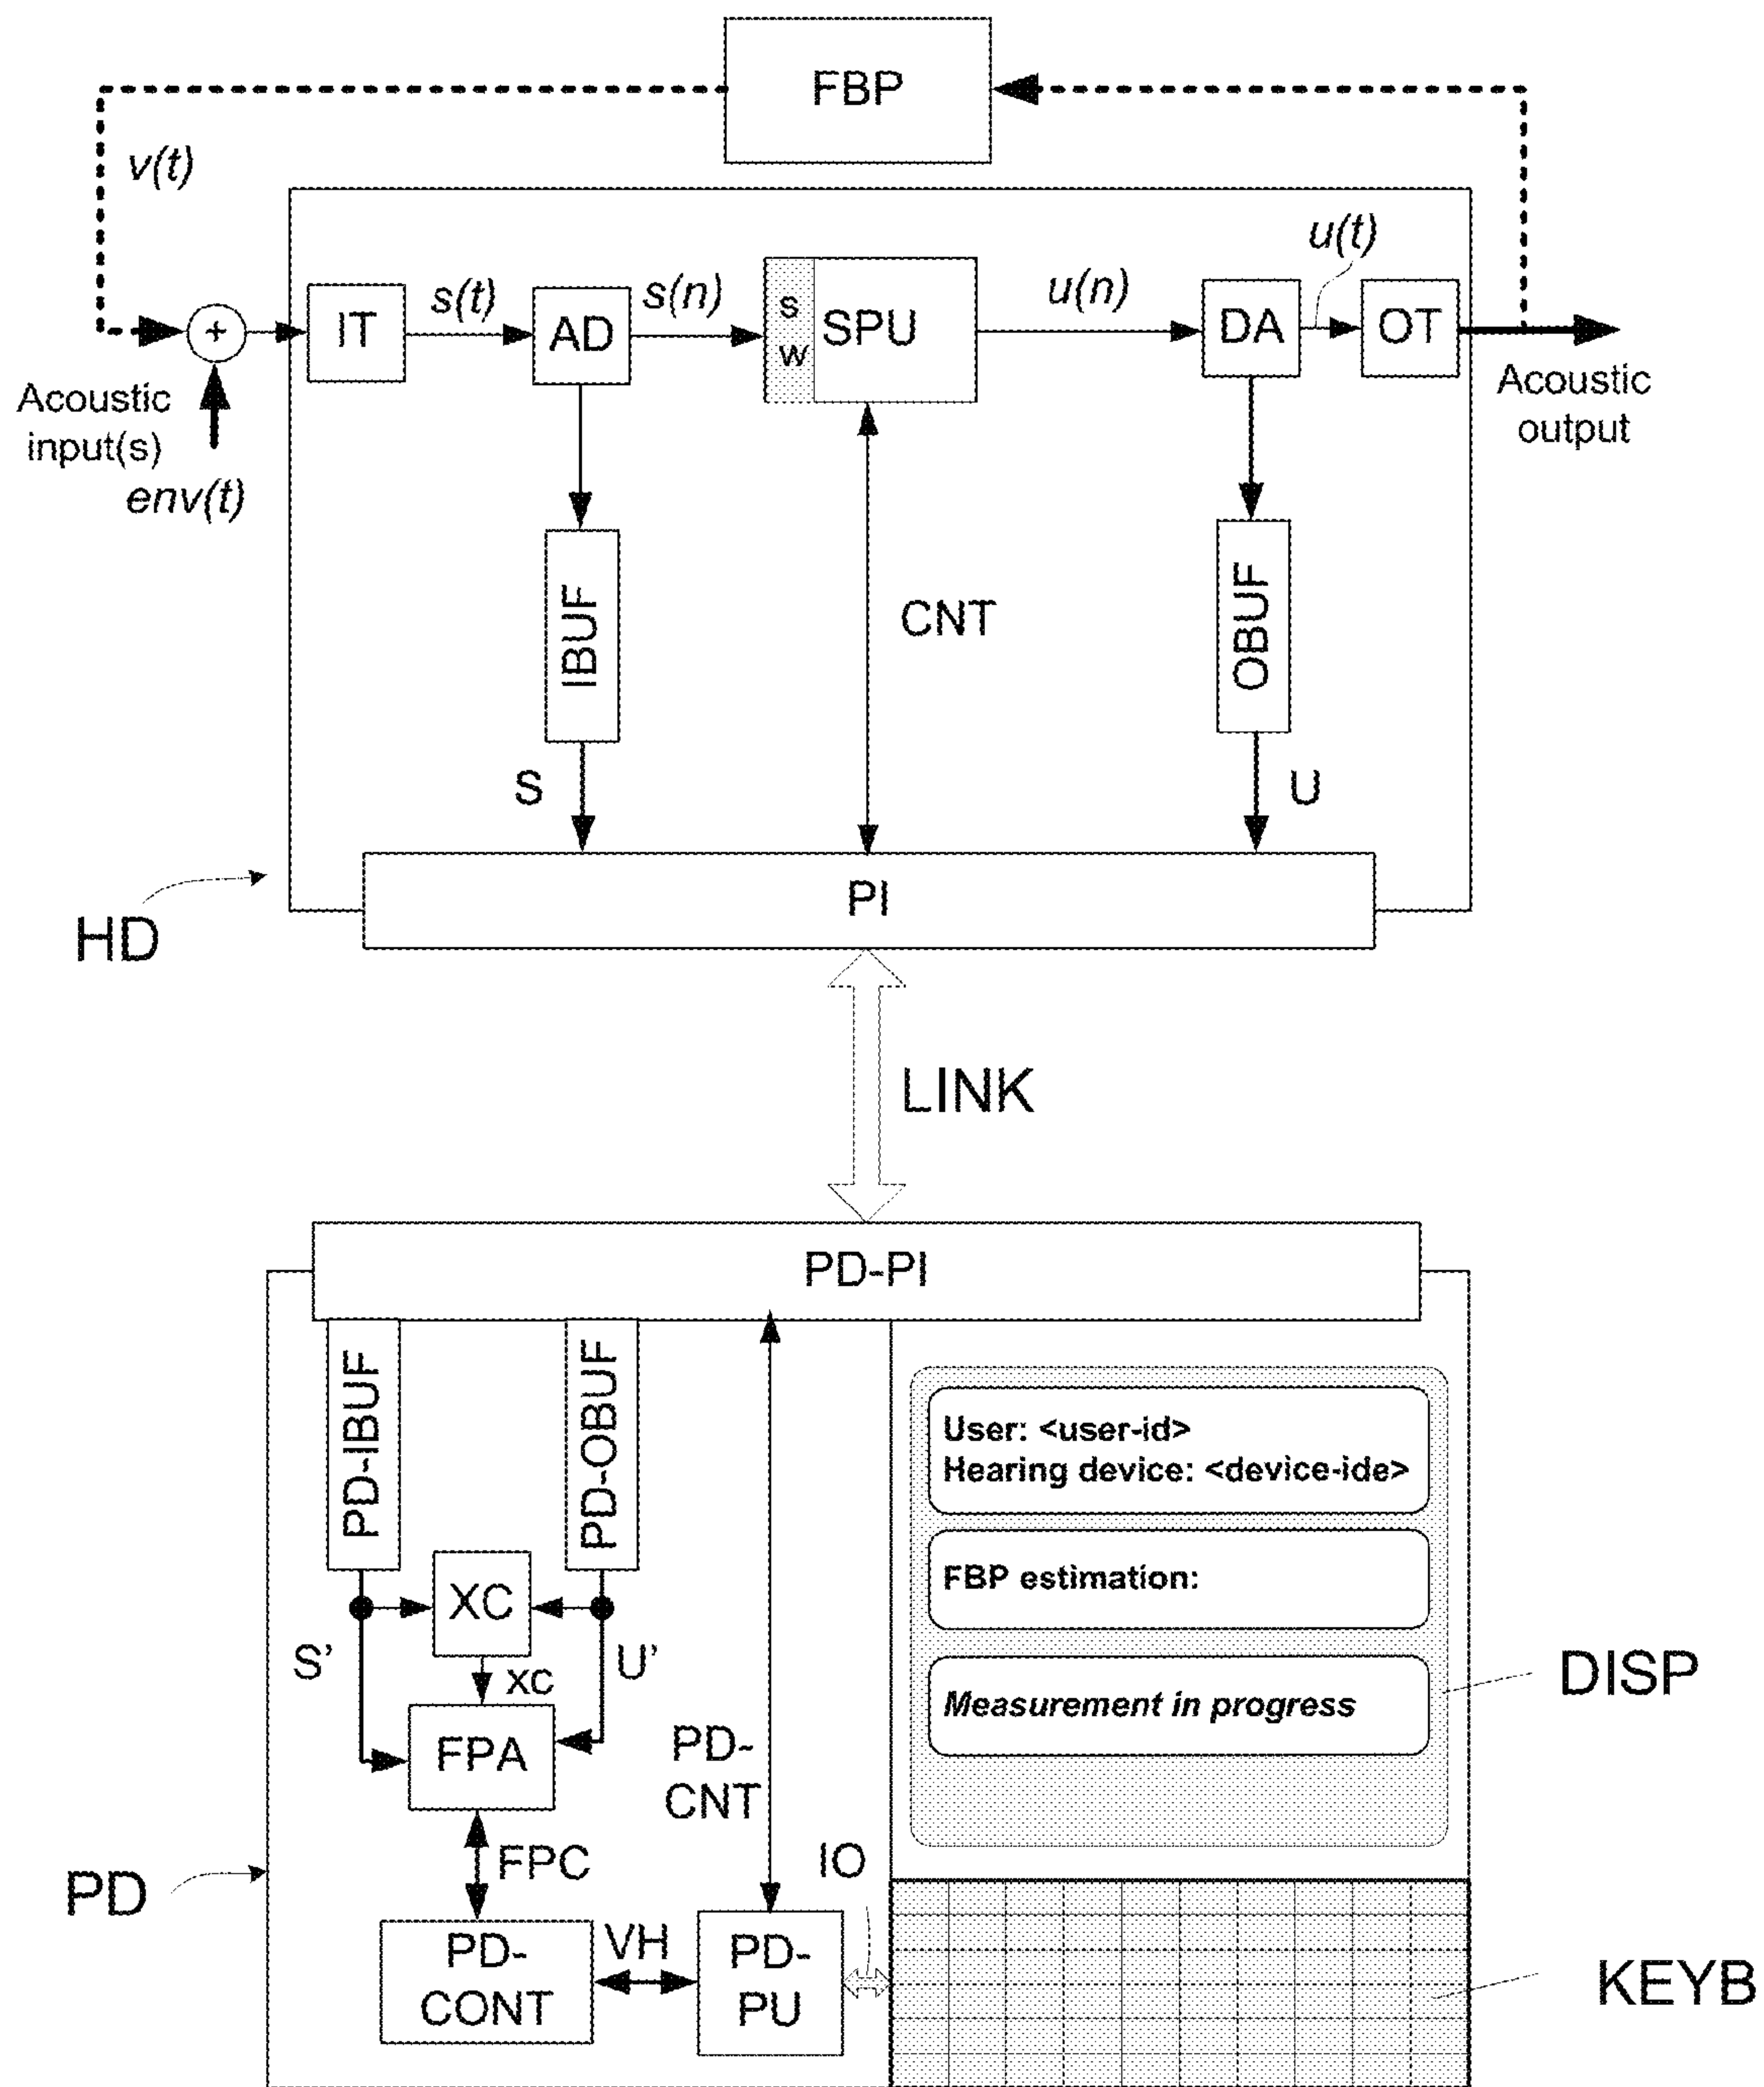 FBP
v(t)
u(t)
s(t)
s(n)
u(n)
IT
AD
s
w
SPU
DA
OT
+
Acoustic
input(s)
env(t)
Acoustic
output
IBUF
CNT
OBUF
S
U
PI
HD
LINK
PD-PI
PD-IBUF
PD-OBUF
User: <user-id>
Hearing device: <device-ide>
FBP estimation:
XC
S’
U’
xc
DISP
Measurement in progress
FPA
PD-
CNT
FPC
IO
PD
PD-
CONT
VH
PD-
PU
KEYB